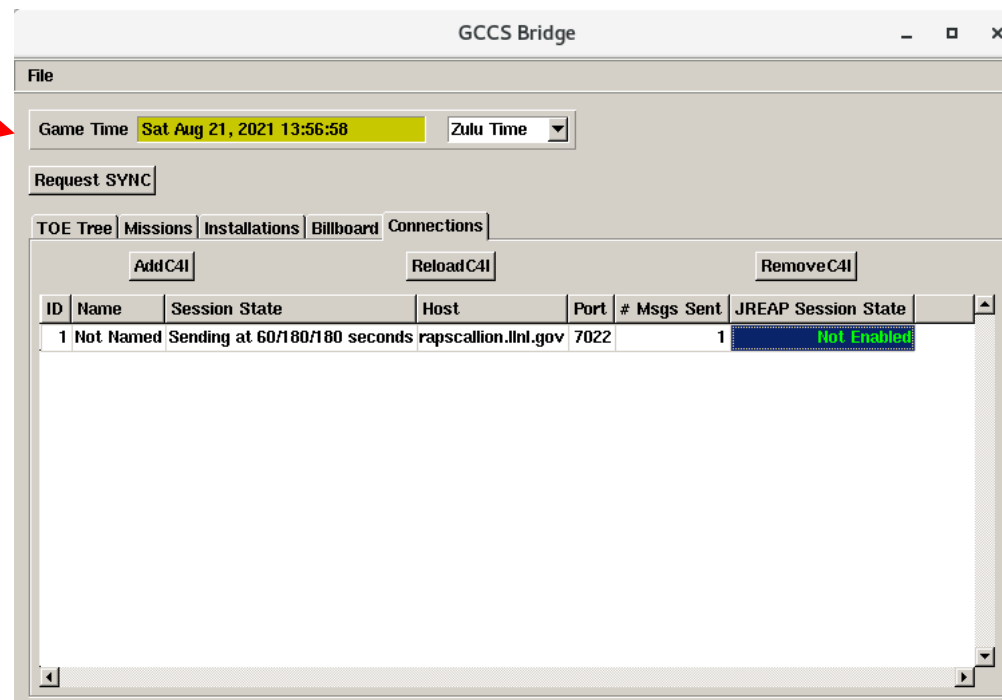 GCCS Bridge
File
Game Time Sat Aug 21, 2021 13:56:58 Zulu Time
Request SYNC
TOE Tree Missions Installations Billboard Connections
AddC4I ReloadC4I RemoveC4I
ID Name Session State Host Port # Msgs Sent JREAP Session State
1 Not Named Sending at 60/180/180 seconds rapscallion.llnl.gov 7022 1 Not Enabled